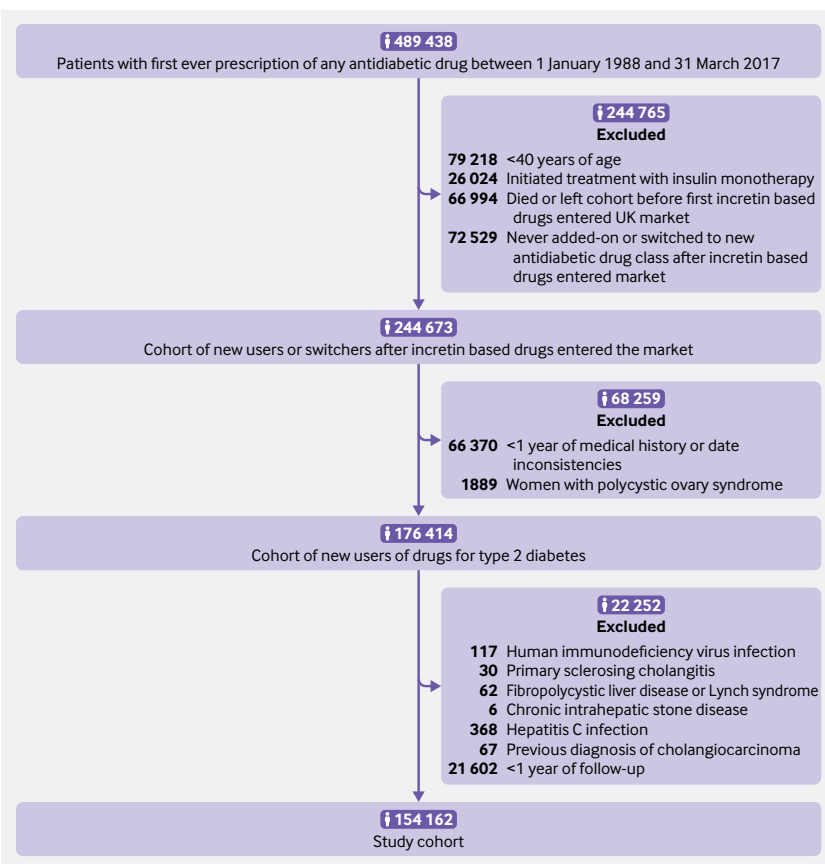 489 438
Patients with first ever prescription of any antidiabetic drug between 1 January 1988 and 31 March 2017
244 765
Excluded
79 218 <40 years of age
26 024 Initiated treatment with insulin monotherapy
66 994 Died or left cohort before first incretin based
drugs entered UK market
72 529 Never added-on or switched to new
antidiabetic drug class after incretin based
drugs entered market
244 673
Cohort of new users or switchers after incretin based drugs entered the market
68 259
Excluded
66 370 <1 year of medical history or date
inconsistencies
1889 Women with polycystic ovary syndrome
176 414
Cohort of new users of drugs for type 2 diabetes
22 252
Excluded
117 Human immunodeficiency virus infection
30 Primary sclerosing cholangitis
62 Fibropolycystic liver disease or Lynch syndrome
6 Chronic intrahepatic stone disease
368 Hepatitis C infection
67 Previous diagnosis of cholangiocarcinoma
21 602 <1 year of follow-up
154 162
Study cohort